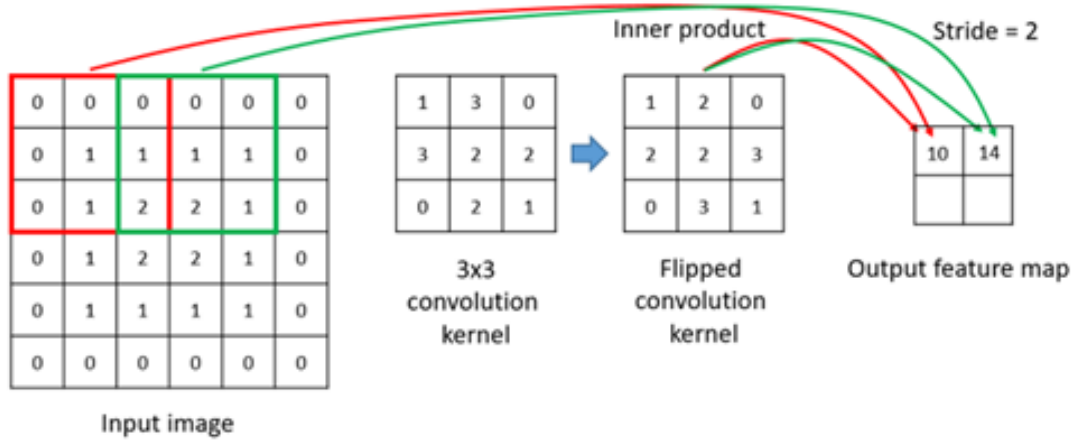 Inner product
Stride = 2
0 0 0 0 0 0
0 1 1 1 1 0
0 1 2 2 1 0
0 1 2 2 1 0
0 1 1 1 1 0
0 0 0 0 0 0
Input image
1 3 0
3 2 2
0 2 1
3x3
convolution
kernel
1 2 0
2 2 3
0 3 1
Flipped
convolution
kernel
10 14
Output feature map